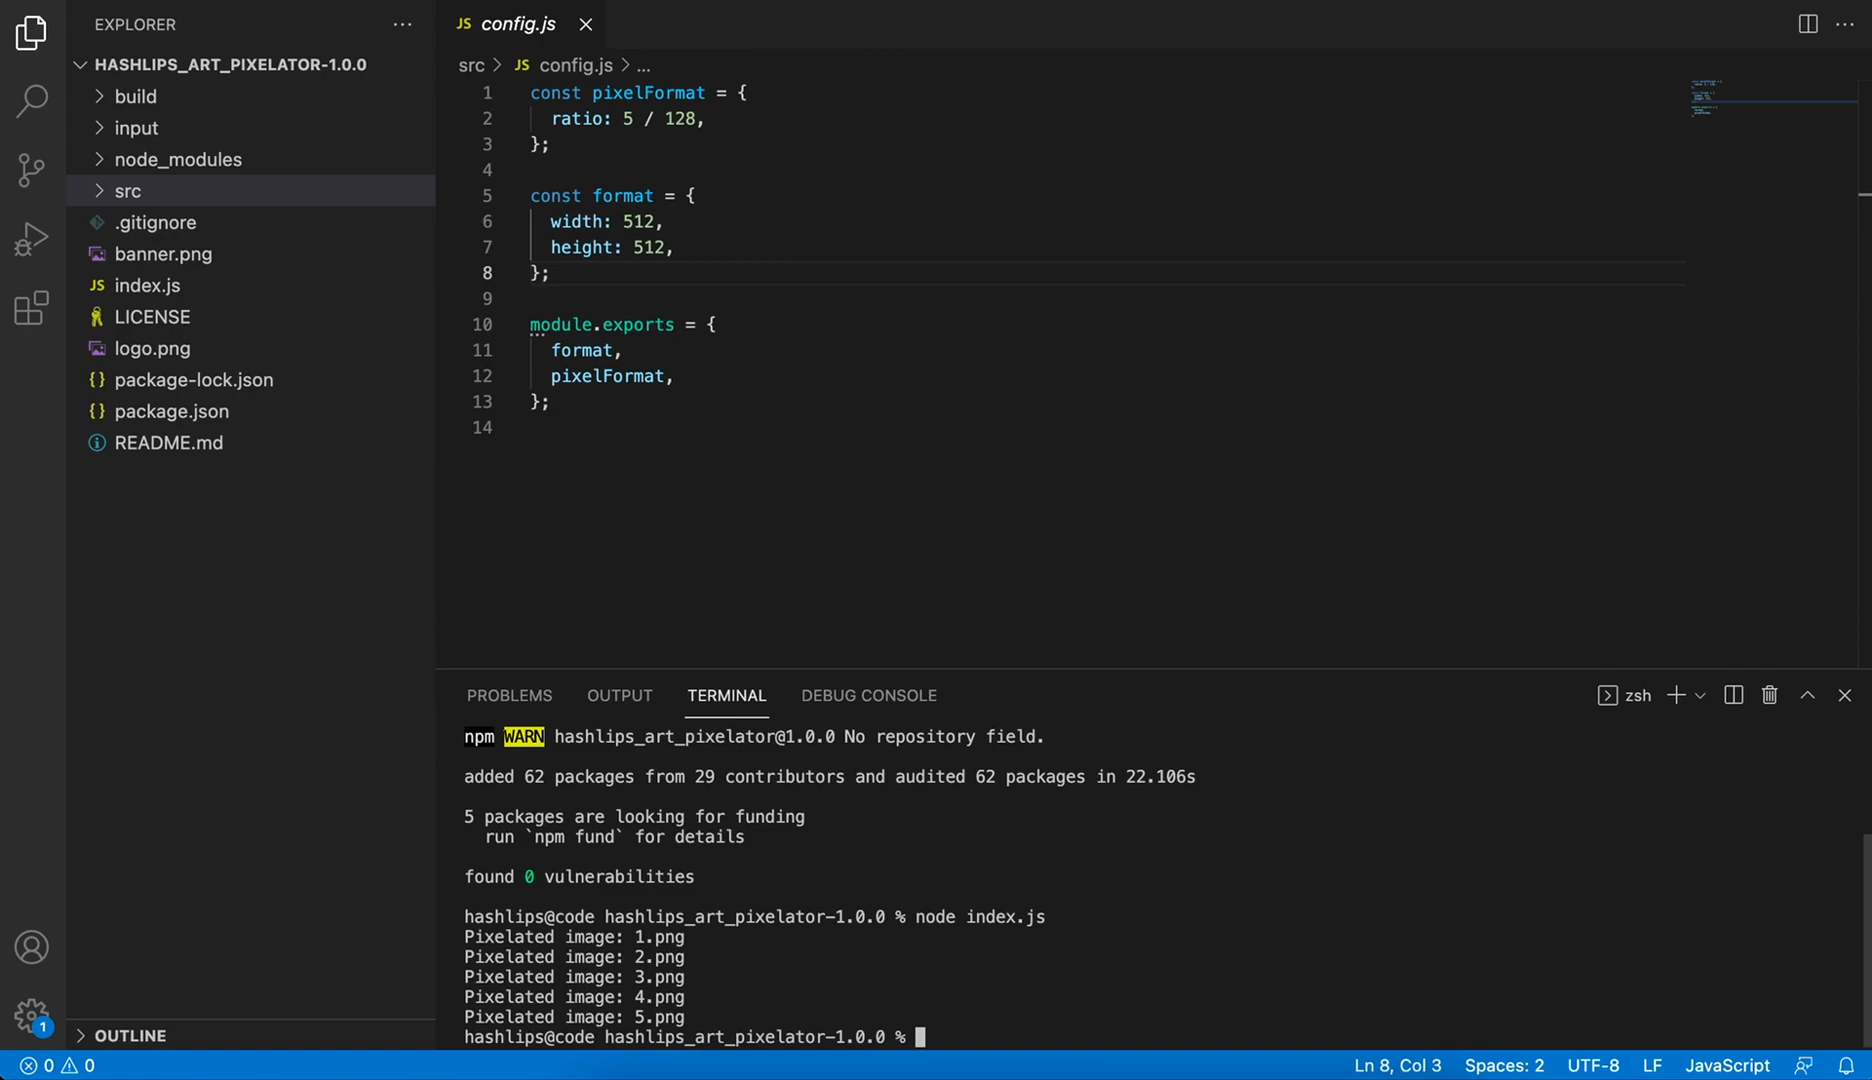 EXPLORER
HASHLIPS_ART_PIXELATOR-1.0.0
build
input
node_modules
src
.gitignore
banner.png
JS index.js
LICENSE
logo.png
{} package-lock.json
{} package.json
README.md
OUTLINE
1
JS config.js
src > JS config.js > ...
1 const pixelFormat = {
2 ratio: 5 / 128,
3 };
4
5 const format = {
6 width: 512,
7 height: 512,
8 };
9
10 module.exports = {
11 format,
12 pixelFormat,
13 };
14
PROBLEMS OUTPUT TERMINAL DEBUG CONSOLE zsh
npm WARN hashlips_art_pixelator@1.0.0 No repository field.
added 62 packages from 29 contributors and audited 62 packages in 22.106s
5 packages are looking for funding
run `npm fund` for details
found 0 vulnerabilities
hashlips@code hashlips_art_pixelator-1.0.0 % node index.js
Pixelated image: 1.png
Pixelated image: 2.png
Pixelated image: 3.png
Pixelated image: 4.png
Pixelated image: 5.png
hashlips@code hashlips_art_pixelator-1.0.0 %
0 0 Ln 8, Col 3 Spaces: 2 UTF-8 LF JavaScript